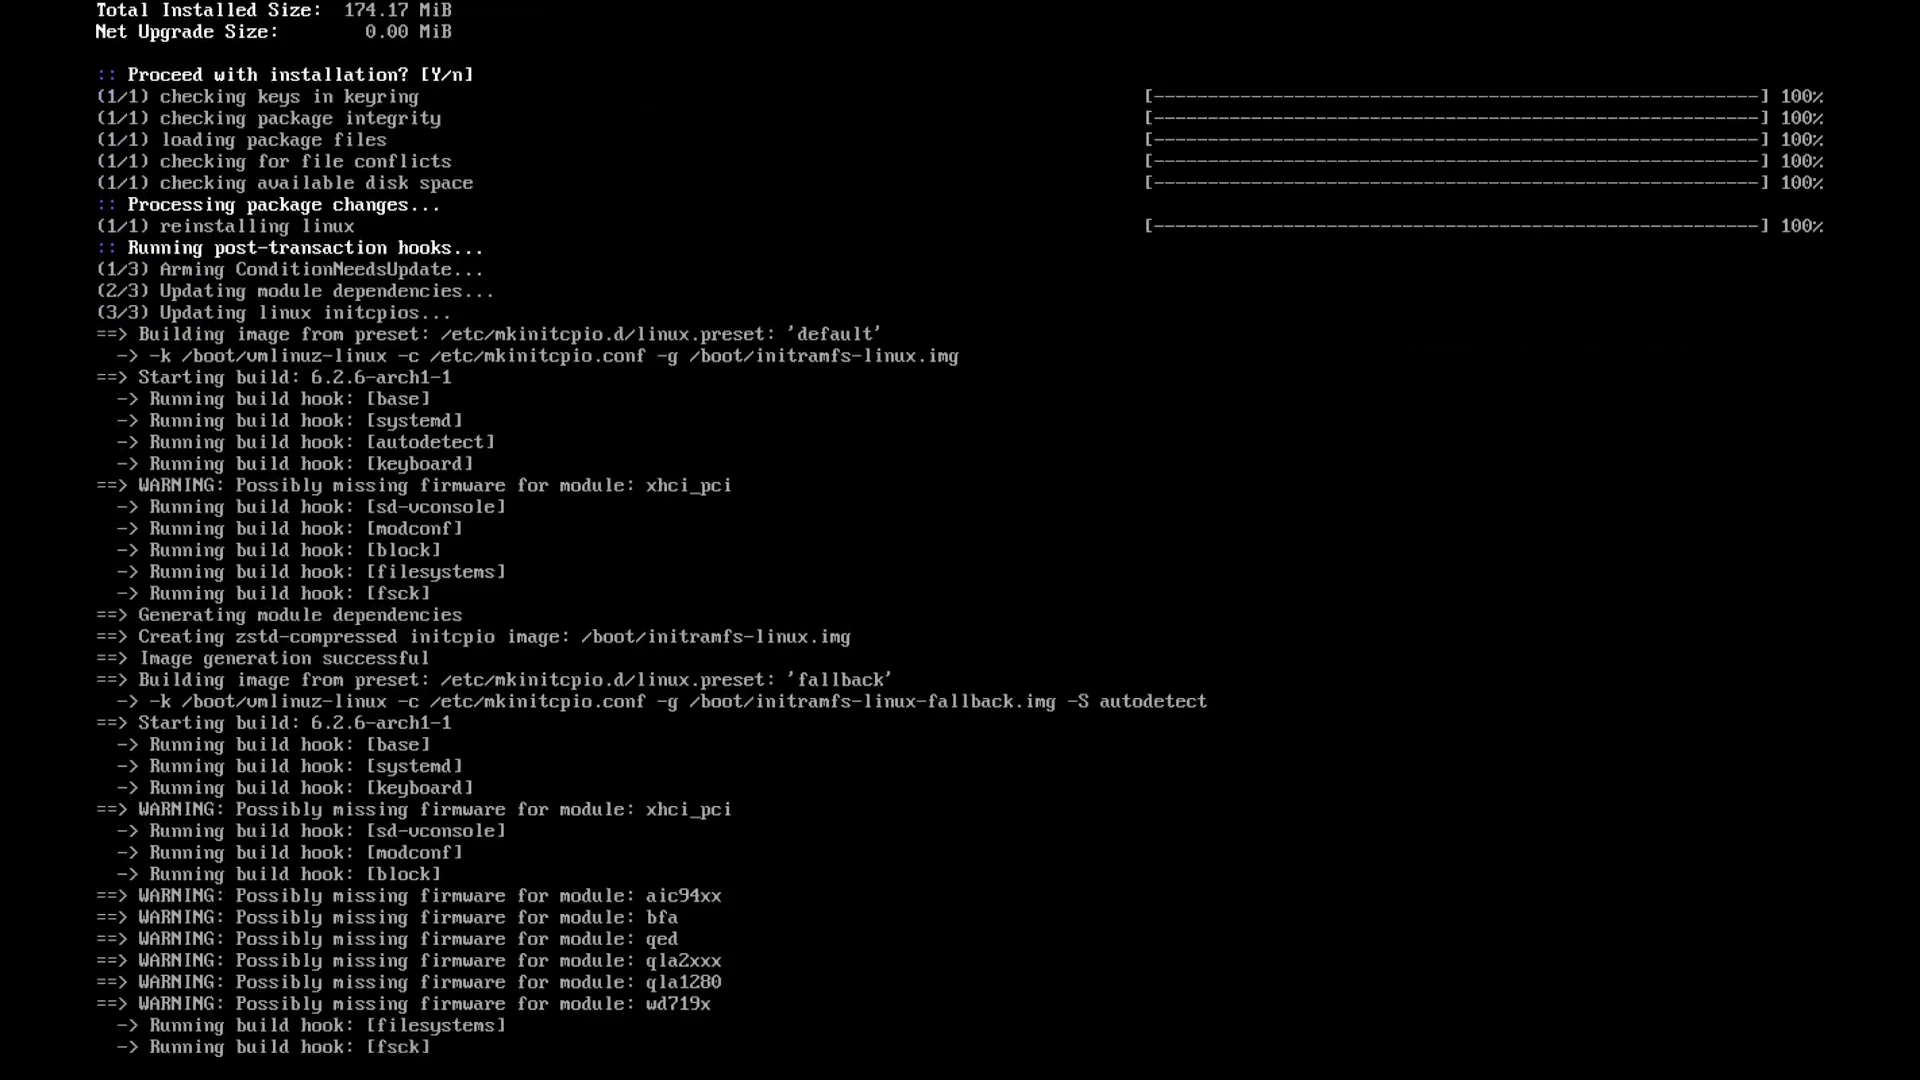 Total Installed Size:  174.17 MiB
Net Upgrade Size:        0.00 MiB
:: Proceed with installation? [Y/n]
(1/1) checking keys in keyring [--------------------------------------------------------] 100%
(1/1) checking package integrity [--------------------------------------------------------] 100%
(1/1) loading package files [--------------------------------------------------------] 100%
(1/1) checking for file conflicts [--------------------------------------------------------] 100%
(1/1) checking available disk space [--------------------------------------------------------] 100%
:: Processing package changes...
(1/1) reinstalling linux [--------------------------------------------------------] 100%
:: Running post-transaction hooks...
(1/3) Arming ConditionNeedsUpdate...
(2/3) Updating module dependencies...
(3/3) Updating linux initcpios...
==> Building image from preset: /etc/mkinitcpio.d/linux.preset: 'default'
  -> -k /boot/vmlinuz-linux -c /etc/mkinitcpio.conf -g /boot/initramfs-linux.img
==> Starting build: 6.2.6-arch1-1
  -> Running build hook: [base]
  -> Running build hook: [systemd]
  -> Running build hook: [autodetect]
  -> Running build hook: [keyboard]
==> WARNING: Possibly missing firmware for module: xhci_pci
  -> Running build hook: [sd-vconsole]
  -> Running build hook: [modconf]
  -> Running build hook: [block]
  -> Running build hook: [filesystems]
  -> Running build hook: [fsck]
==> Generating module dependencies
==> Creating zstd-compressed initcpio image: /boot/initramfs-linux.img
==> Image generation successful
==> Building image from preset: /etc/mkinitcpio.d/linux.preset: 'fallback'
  -> -k /boot/vmlinuz-linux -c /etc/mkinitcpio.conf -g /boot/initramfs-linux-fallback.img -S autodetect
==> Starting build: 6.2.6-arch1-1
  -> Running build hook: [base]
  -> Running build hook: [systemd]
  -> Running build hook: [keyboard]
==> WARNING: Possibly missing firmware for module: xhci_pci
  -> Running build hook: [sd-vconsole]
  -> Running build hook: [modconf]
  -> Running build hook: [block]
==> WARNING: Possibly missing firmware for module: aic94xx
==> WARNING: Possibly missing firmware for module: bfa
==> WARNING: Possibly missing firmware for module: qed
==> WARNING: Possibly missing firmware for module: qla2xxx
==> WARNING: Possibly missing firmware for module: qla1280
==> WARNING: Possibly missing firmware for module: wd719x
  -> Running build hook: [filesystems]
  -> Running build hook: [fsck]